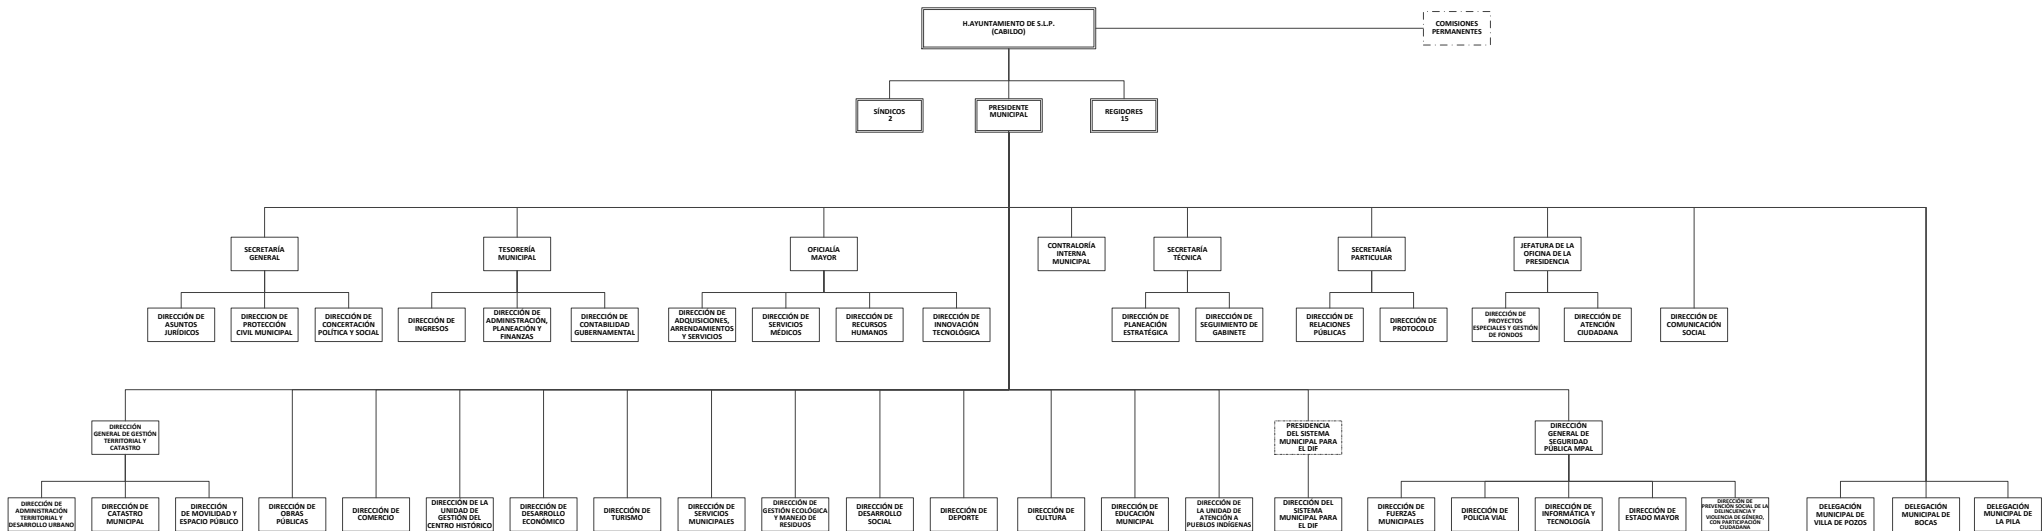 H.AYUNTAMIENTO DE S.L.P.
(CABILDO)
COMISIONES
PERMANENTES
SÍNDICOS
2
PRESIDENTE
MUNICIPAL
REGIDORES
15
SECRETARÍA
GENERAL
TESORERÍA
MUNICIPAL
OFICIALÍA
MAYOR
CONTRALORÍA
INTERNA
MUNICIPAL
SECRETARÍA
TÉCNICA
SECRETARÍA
PARTICULAR
JEFATURA DE LA
OFICINA DE LA
PRESIDENCIA
DIRECCIÓN DE
ASUNTOS
JURÍDICOS
DIRECCION DE
PROTECCIÓN
CIVIL MUNICIPAL
DIRECCIÓN DE
CONCERTACIÓN
POLÍTICA Y SOCIAL
DIRECCIÓN DE
INGRESOS
DIRECCIÓN DE
ADMINISTRACIÓN,
PLANEACIÓN Y
FINANZAS
DIRECCIÓN DE
CONTABILIDAD
GUBERNAMENTAL
DIRECCIÓN DE
ADQUISICIONES,
ARRENDAMIENTOS
Y SERVICIOS
DIRECCIÓN DE
SERVICIOS
MÉDICOS
DIRECCIÓN DE
RECURSOS
HUMANOS
DIRECCIÓN DE
INNOVACIÓN
TECNOLÓGICA
DIRECCIÓN DE
PLANEACIÓN
ESTRATÉGICA
DIRECCIÓN DE
SEGUIMIENTO DE
GABINETE
DIRECCIÓN DE
RELACIONES
PÚBLICAS
DIRECCIÓN DE
PROTOCOLO
DIRECCIÓN DE
PROYECTOS
ESPECIALES Y GESTIÓN
DE FONDOS
DIRECCIÓN DE
ATENCIÓN
CIUDADANA
DIRECCIÓN DE
COMUNICACIÓN
SOCIAL
DIRECCIÓN
GENERAL DE GESTIÓN
TERRITORIAL Y
CATASTRO
PRESIDENCIA
DEL SISTEMA
MUNICIPAL PARA
EL DIF
DIRECCIÓN
GENERAL DE
SEGURIDAD
PÚBLICA MPAL
DIRECCIÓN DE
ADMINISTRACIÓN
TERRITORIAL Y
DESARROLLO URBANO
DIRECCIÓN DE
CATASTRO
MUNICIPAL
DIRECCIÓN
DE MOVILIDAD Y
ESPACIO PÚBLICO
DIRECCIÓN DE
OBRAS
PÚBLICAS
DIRECCIÓN DE
COMERCIO
DIRECCIÓN DE LA
UNIDAD DE
GESTIÓN DEL
CENTRO HISTÓRICO
DIRECCIÓN DE
DESARROLLO
ECONÓMICO
DIRECCIÓN DE
TURISMO
DIRECCIÓN DE
SERVICIOS
MUNICIPALES
DIRECCIÓN DE
GESTIÓN ECOLÓGICA
Y MANEJO DE
RESIDUOS
DIRECCIÓN DE
DESARROLLO
SOCIAL
DIRECCIÓN DE
DEPORTE
DIRECCIÓN DE
CULTURA
DIRECCIÓN DE
EDUCACIÓN
MUNICIPAL
DIRECCIÓN DE
LA UNIDAD DE
ATENCIÓN A
PUEBLOS INDÍGENAS
DIRECCIÓN DEL
SISTEMA
MUNICIPAL PARA
EL DIF
DIRECCIÓN DE
FUERZAS
MUNICIPALES
DIRECCIÓN DE
POLICIA VIAL
DIRECCIÓN DE
INFORMÁTICA Y
TECNOLOGÍA
DIRECCIÓN DE
ESTADO MAYOR
DIRECCIÓN DE
PREVENCIÓN SOCIAL DE LA
DELINCUENCIA Y
VIOLENCIA DE GÉNERO,
CON PARTICIPACIÓN
CIUDADANA
DELEGACIÓN
MUNICIPAL DE
VILLA DE POZOS
DELEGACIÓN
MUNICIPAL DE
BOCAS
DELEGACIÓN
MUNICIPAL DE
LA PILA